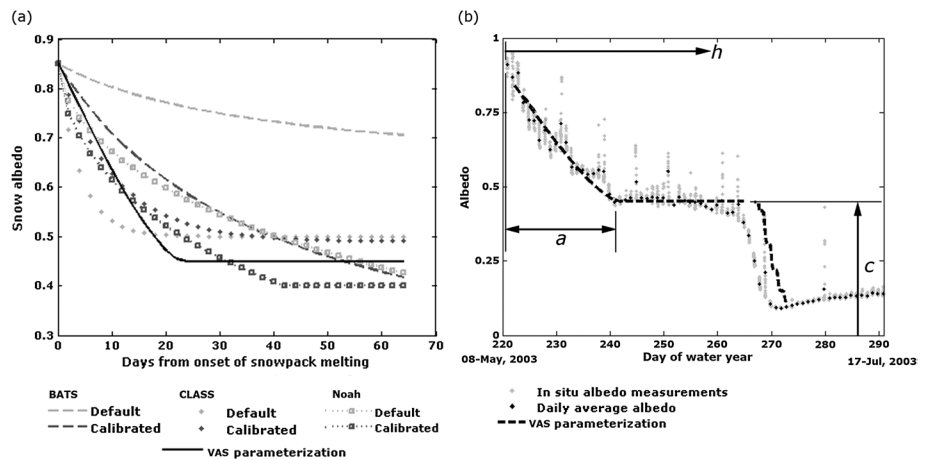 (a)
0.9
0.8
0.7
0.6
0.5
0.4
0.3
Snow albedo
0 10 20 30 40 50 60 70
Days from onset of snowpack melting
BATS CLASS Noah
Default Default Default
Calibrated Calibrated Calibrated
VAS parameterization
(b)
1
0.75
0.5
0.25
0
Albedo
h
a
c
220 230 240 250 260 270 280 290
08-May, 2003 Day of water year 17-Jul, 2003
In situ albedo measurements
Daily average albedo
VAS parameterization